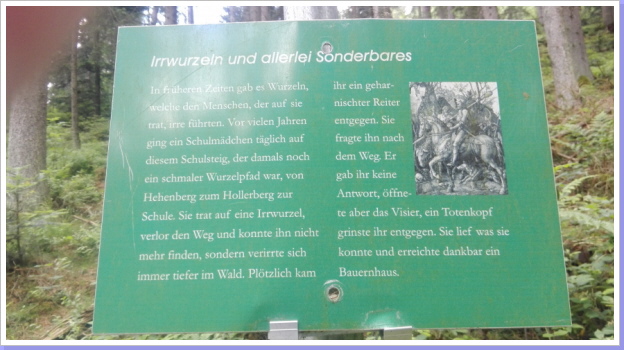 Irrwurzeln und allerlei Sonderbares
In früheren Zeiten gab es Wurzeln,
welche den Menschen, der auf sie
trat, irre führten. Vor vielen Jahren
ging ein Schulmädchen täglich auf
diesem Schulsteig, der damals noch
ein schmaler Wurzelpfad war, von
Hehenberg zum Hollerberg zur
Schule. Sie trat auf eine Irrwurzel,
verlor den Weg und konnte ihn nicht
mehr finden, sondern verirrte sich
immer tiefer im Wald. Plötzlich kam
ihr ein gehar-
nischter Reiter
entgegen. Sie
fragte ihn nach
dem Weg. Er
gab ihr keine
Antwort, öffne-
te aber das Visier, ein Totenkopf
grinste ihr entgegen. Sie lief was sie
konnte und erreichte dankbar ein
Bauernhaus.